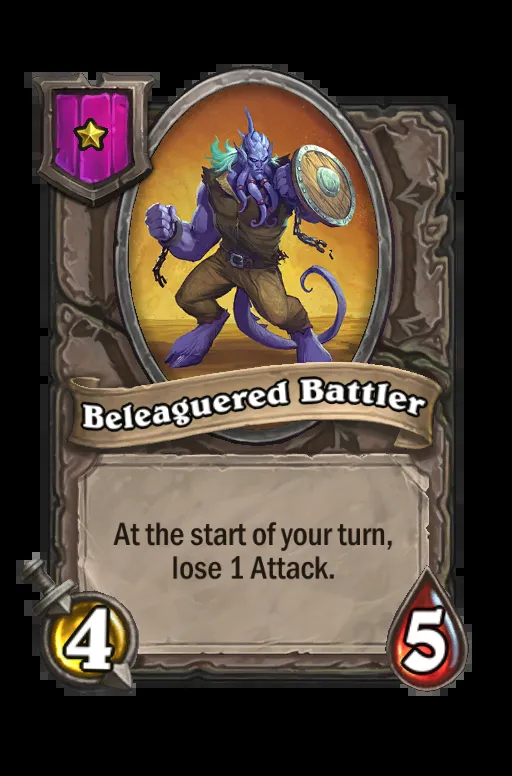 Beleaguered Battler
At the start of your turn,
lose 1 Attack.
4
5